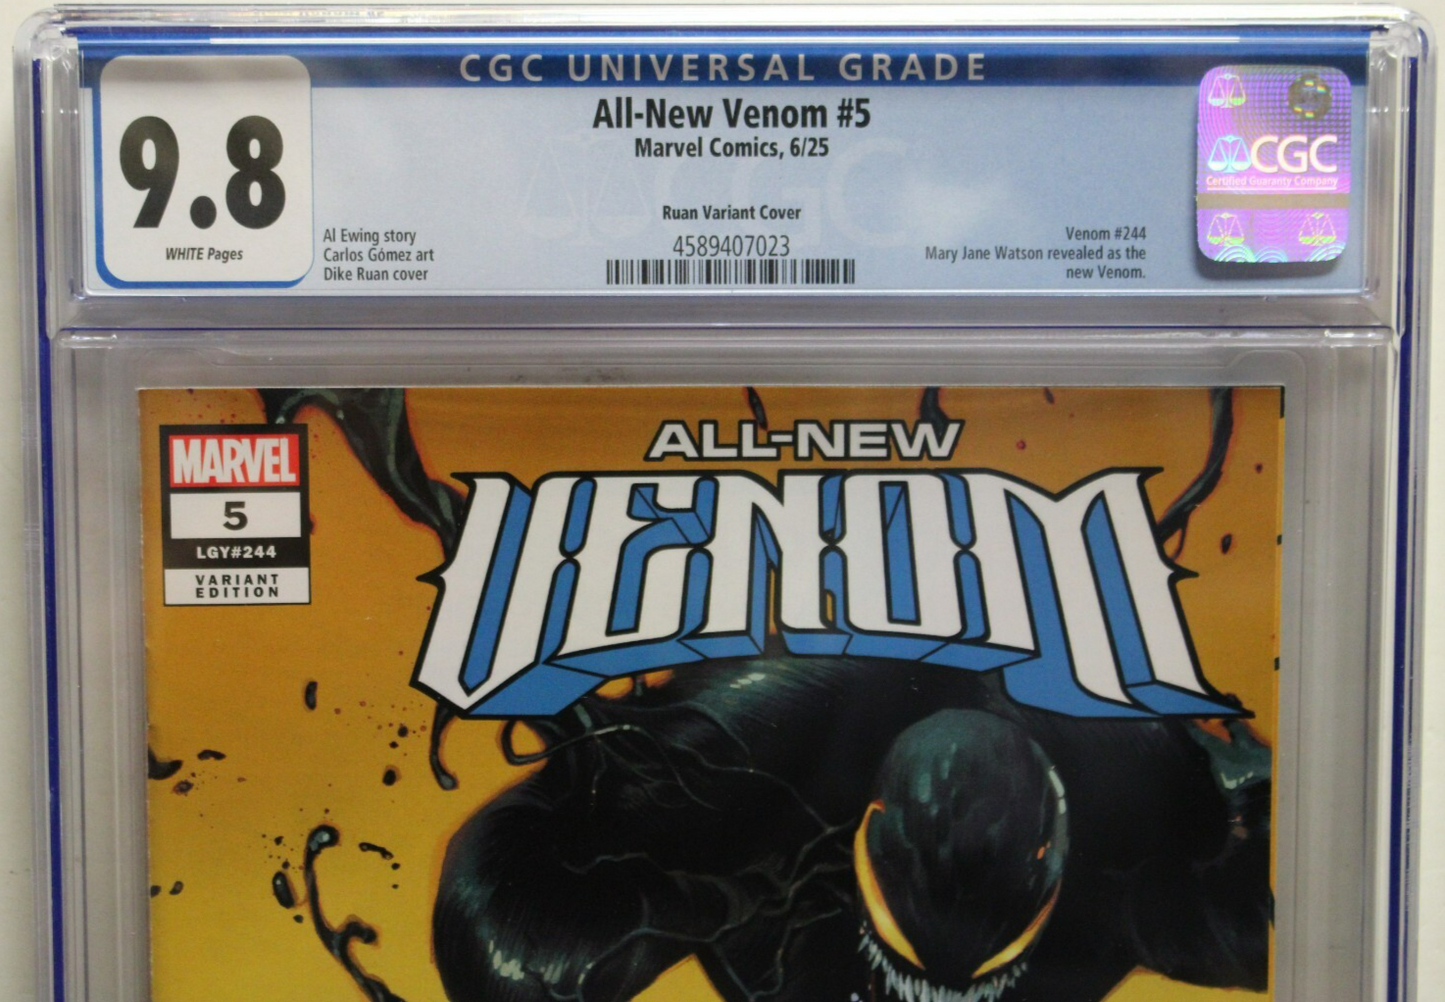 CGC UNIVERSAL GRADE
9.8
WHITE Pages
All-New Venom #5
Marvel Comics, 6/25
Ruan Variant Cover
4589407023
Al Ewing story
Carlos Gómez art
Dike Ruan cover
Venom #244
Mary Jane Watson revealed as the
new Venom.
CGC
Certified Guaranty Company
CGC
MARVEL
5
LGY#244
VARIANT
EDITION
ALL-NEW
VENOM